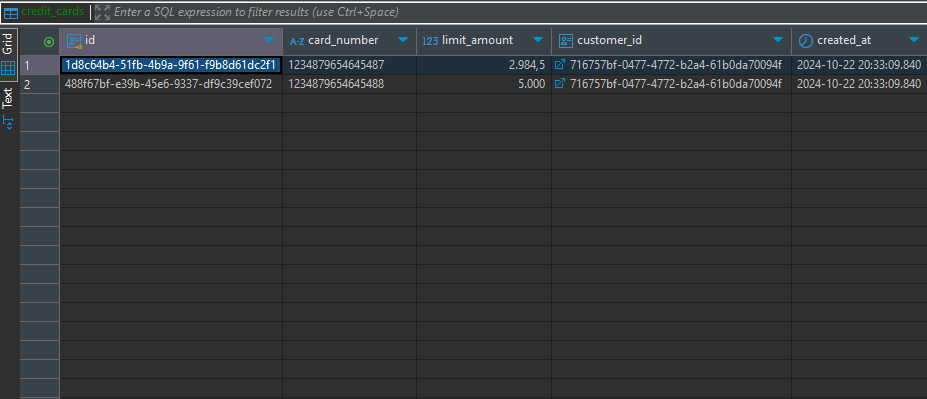 credit_cards Enter a SQL expression to filter results (use Ctrl+Space)
Grid
Text
id A-Z card_number 123 limit_amount customer_id created_at
1 1d8c64b4-51fb-4b9a-9f61-f9b8d61dc2f1 1234879654645487 2.984,5 716757bf-0477-4772-b2a4-61b0da70094f 2024-10-22 20:33:09.840
2 488f67bf-e39b-45e6-9337-df9c39cef072 1234879654645488 5.000 716757bf-0477-4772-b2a4-61b0da70094f 2024-10-22 20:33:09.840